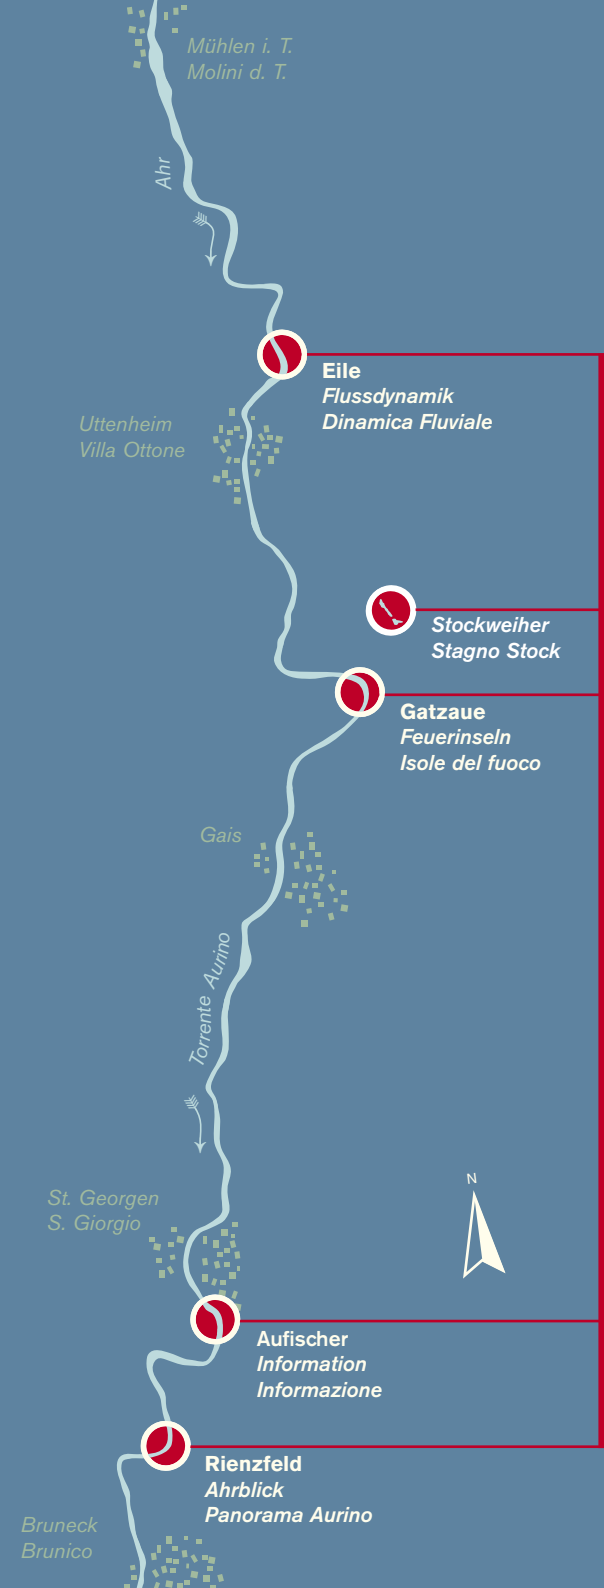 Mühlen i. T.
Molini d. T.
Ahr
Eile
Flussdynamik
Dinamica Fluviale
Uttenheim
Villa Ottone
Stockweiher
Stagno Stock
Gatzaue
Feuerinseln
Isole del fuoco
Gais
Torrente Aurino
N
St. Georgen
S. Giorgio
Aufischer
Information
Informazione
Rienzfeld
Ahrblick
Panorama Aurino
Bruneck
Brunico